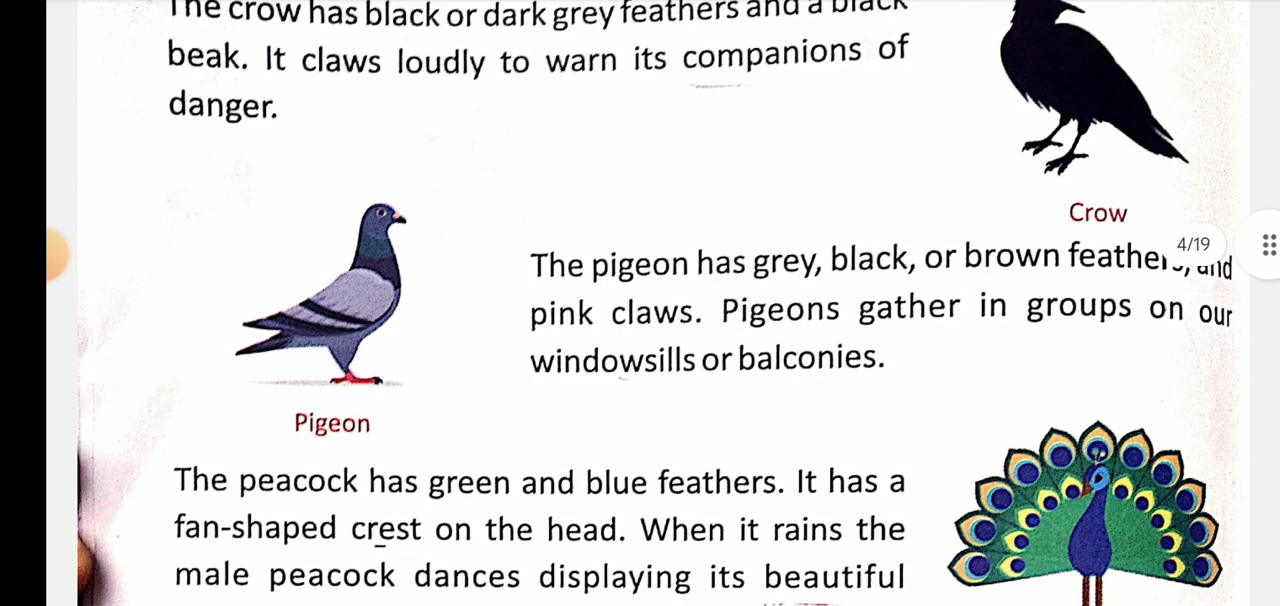 The crow has black or dark grey feathers and a black
beak. It claws loudly to warn its companions of
danger.
Crow
4/19
The pigeon has grey, black, or brown feathers, and
pink claws. Pigeons gather in groups on our
windowsills or balconies.
Pigeon
The peacock has green and blue feathers. It has a
fan-shaped crest on the head. When it rains the
male peacock dances displaying its beautiful